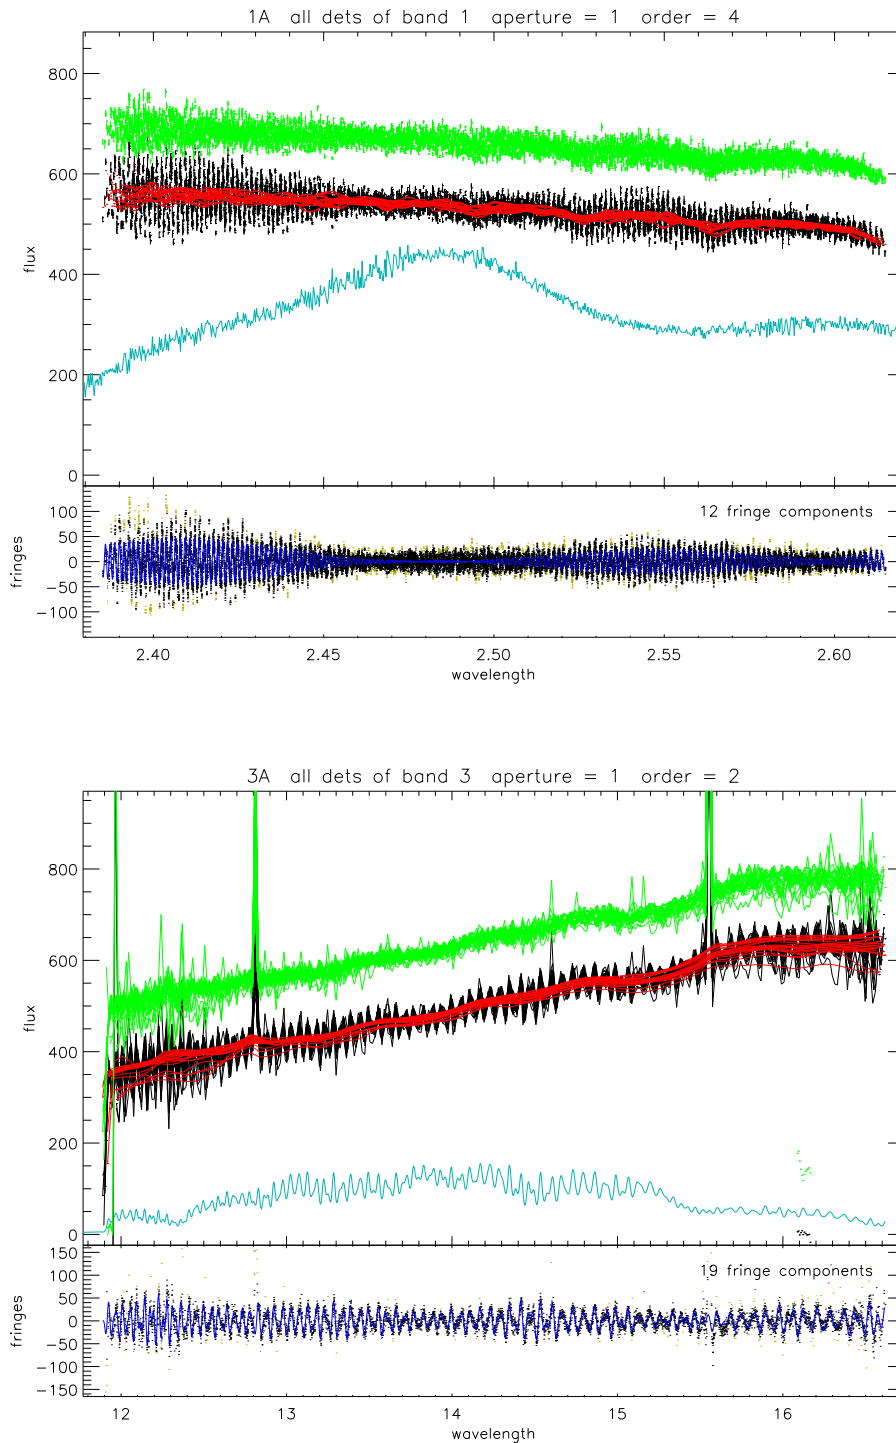 1A all dets of band 1 aperture = 1 order = 4
800
600
400
200
0
flux
12 fringe components
100
50
0
−50
−100
fringes
2.40 2.45 2.50 2.55 2.60
wavelength
3A all dets of band 3 aperture = 1 order = 2
800
600
400
200
0
flux
19 fringe components
150
100
50
0
−50
−100
−150
fringes
12 13 14 15 16
wavelength